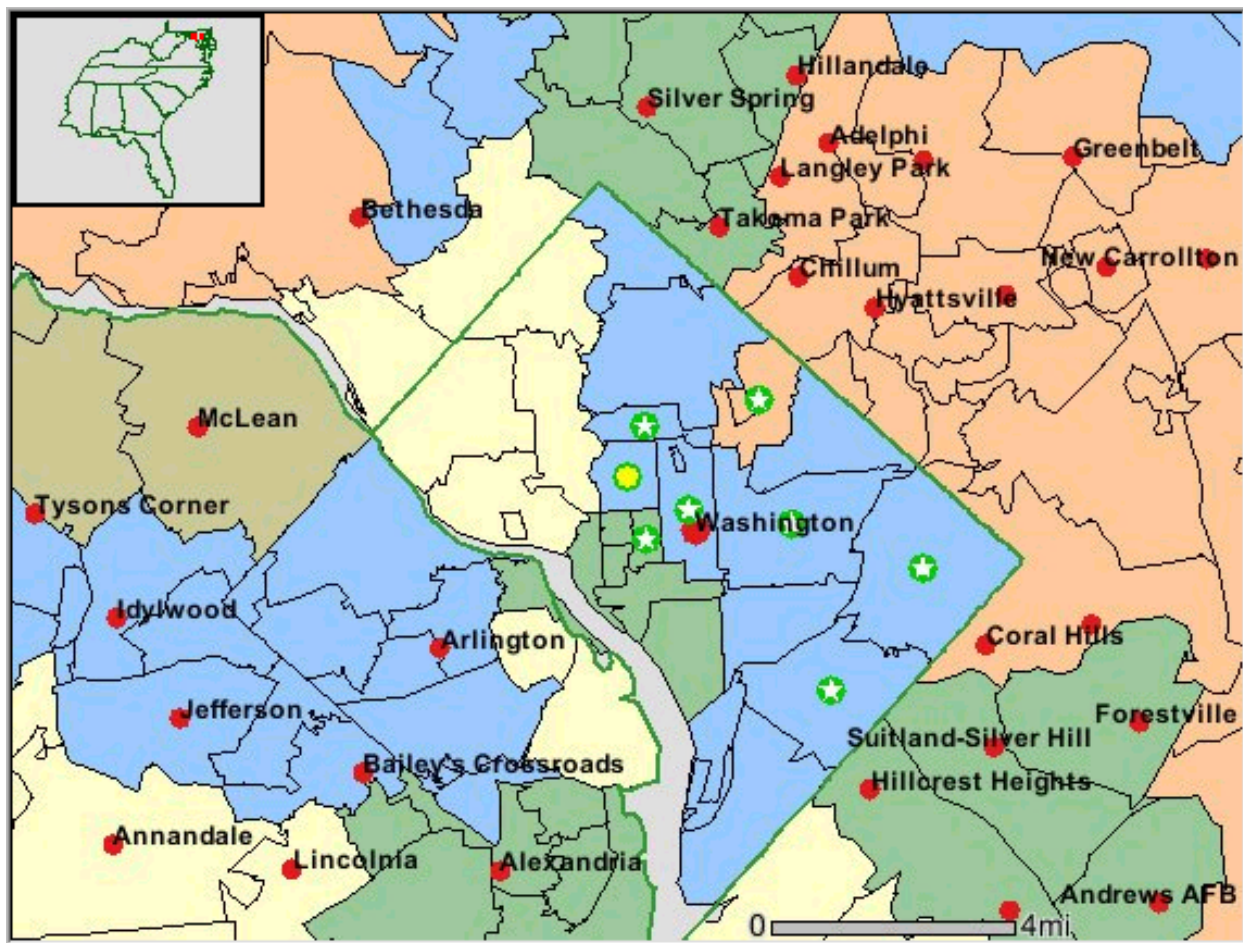 Hillandale
Silver Spring
Adelphi
Greenbelt
Langley Park
Bethesda
Takoma Park
New Carrollton
Chillum
Hyattsville
McLean
Tysons Corner
Washington
Idylwood
Arlington
Coral Hills
Jefferson
Forestville
Suitland-Silver Hill
Bailey's Crossroads
Hillcrest Heights
Annandale
Lincolnia
Alexandria
Andrews AFB
0 4mi